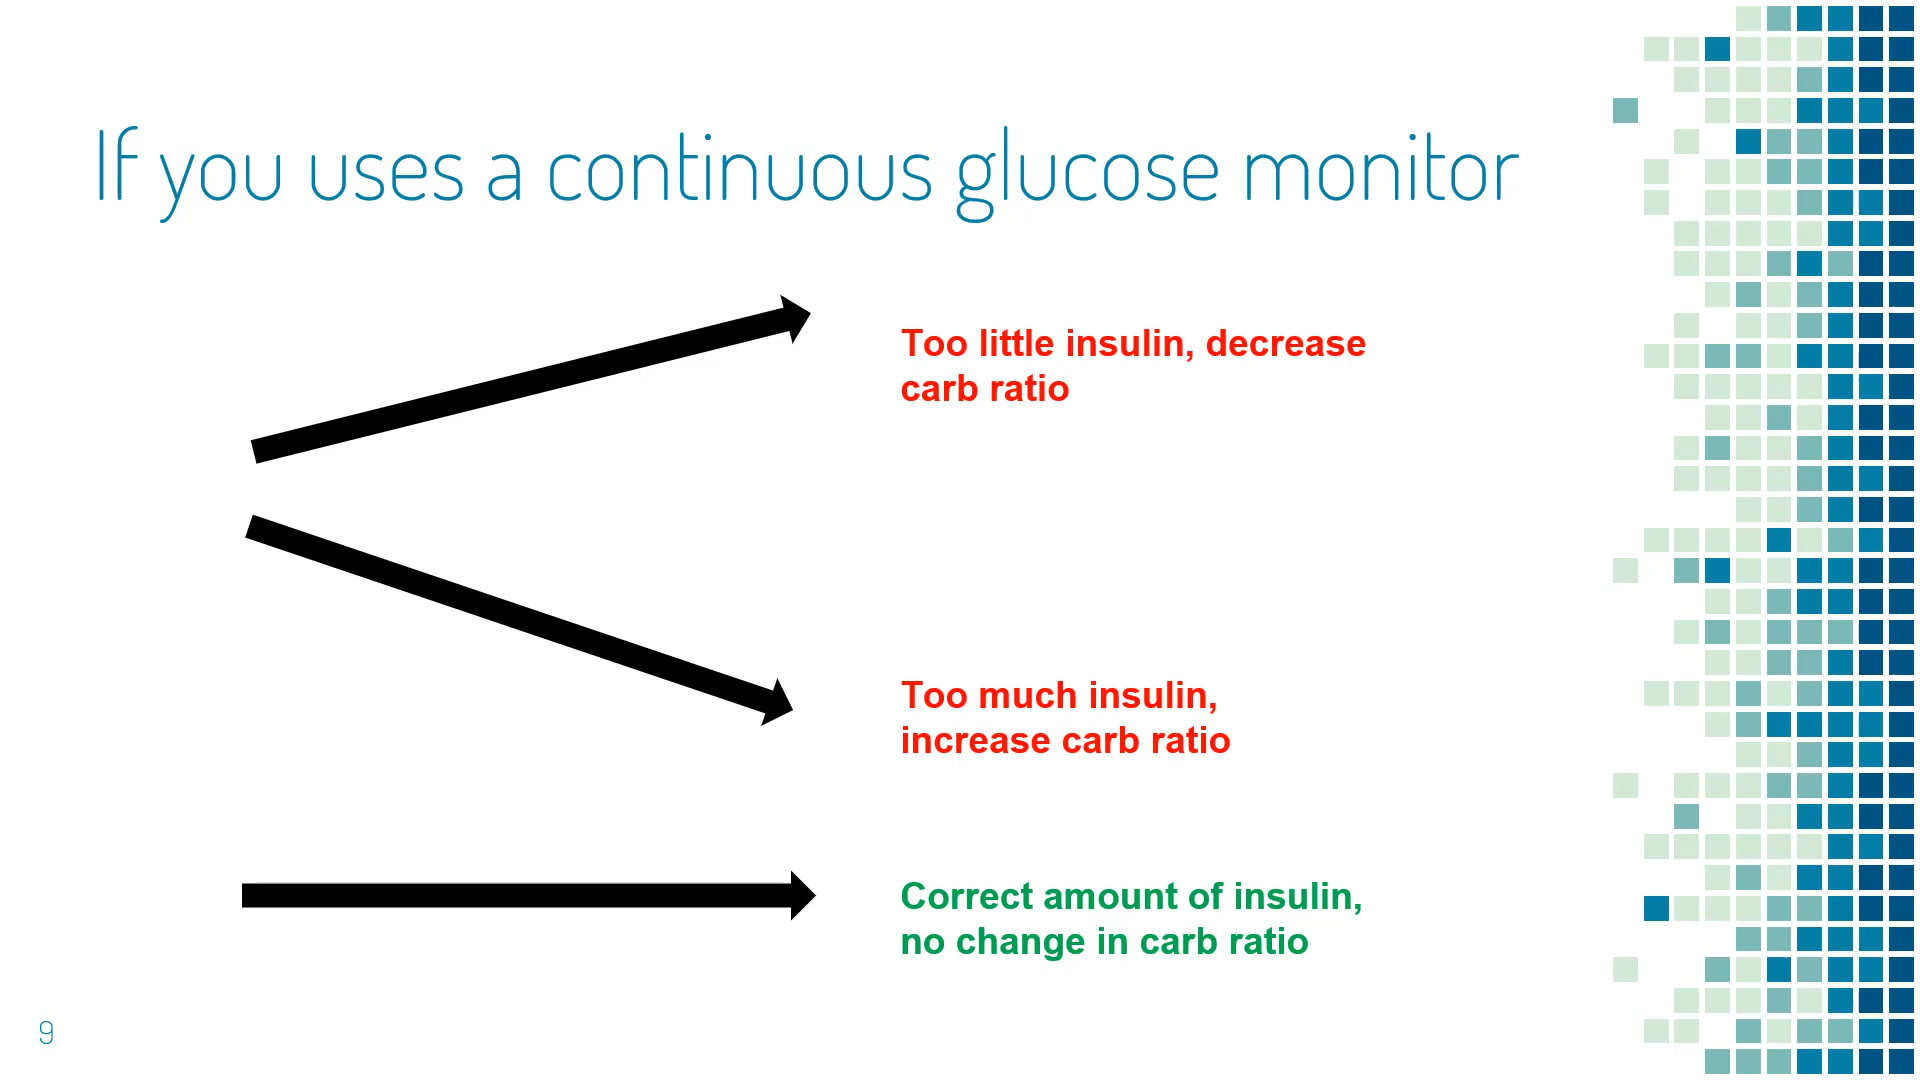 If you uses a continuous glucose monitor
Too little insulin, decrease
carb ratio
Too much insulin,
increase carb ratio
Correct amount of insulin,
no change in carb ratio
9